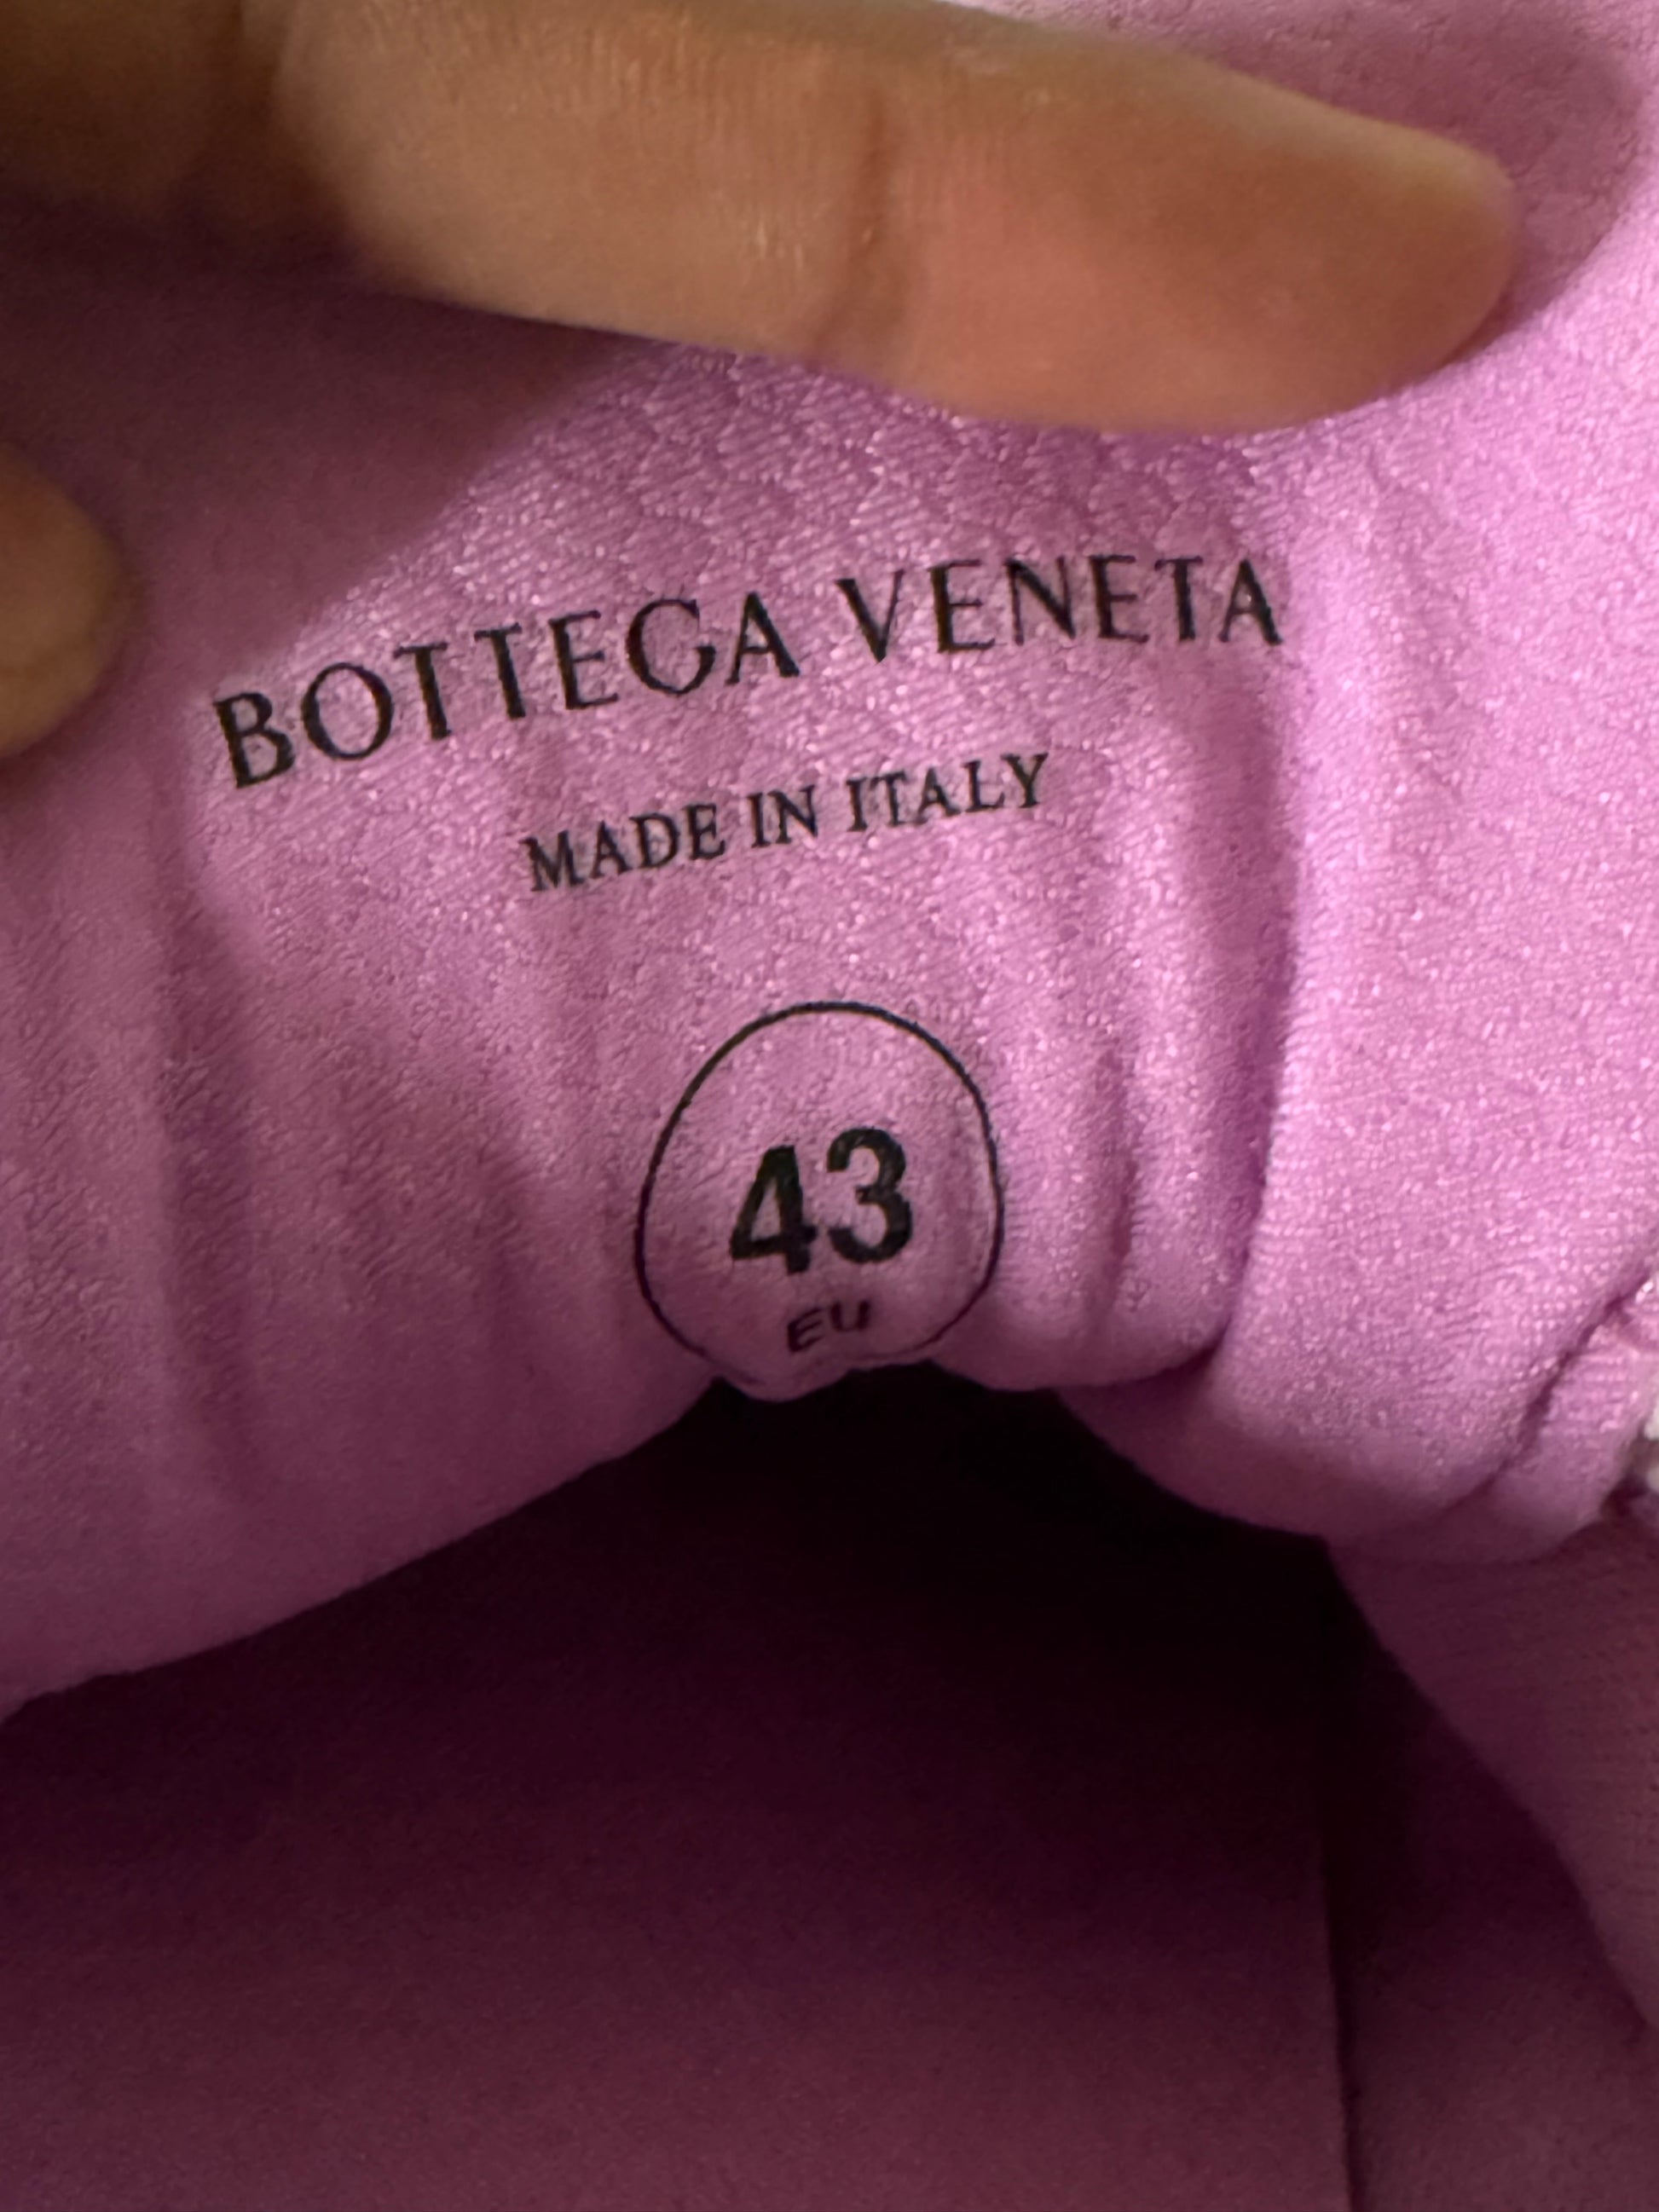 BOTTEGA VENETA
MADE IN ITALY
43
EU